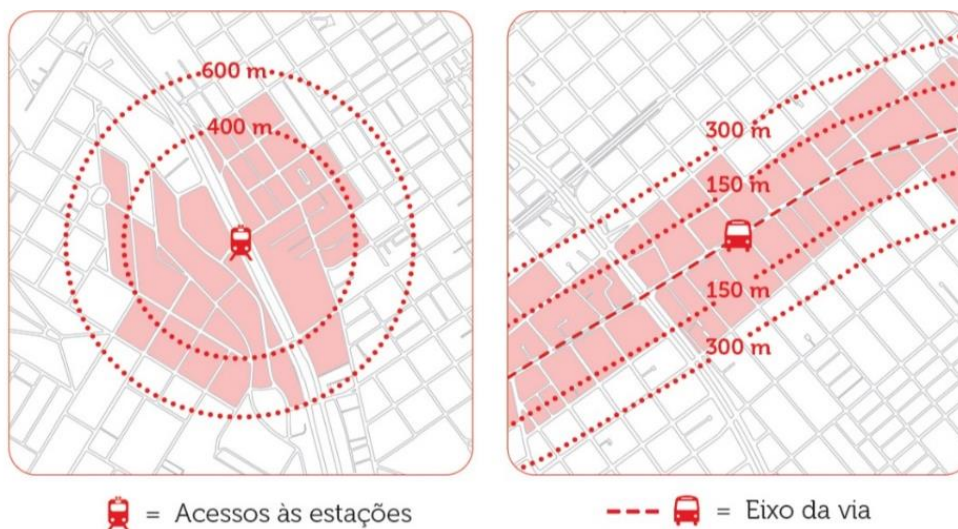 600 m
400 m
300 m
150 m
150 m
300 m
= Acessos às estações
= Eixo da via